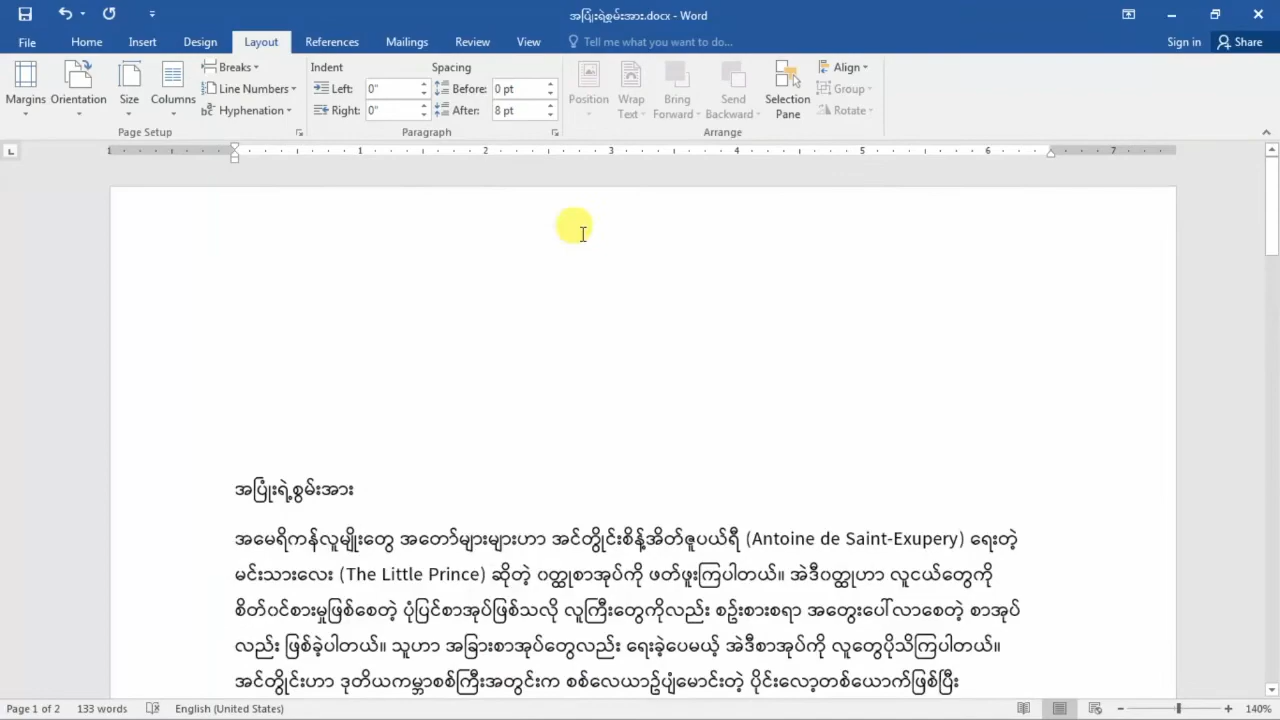 အပြုံးရဲ့စွမ်းအား.docx - Word
File Home Insert Design Layout References Mailings Review View Tell me what you want to do... Sign in Share
Margins Orientation Size Columns
Breaks
Line Numbers
Hyphenation
Page Setup
Indent Spacing
Left: 0" Before: 0 pt
Right: 0" After: 8 pt
Paragraph
Position Wrap Text Bring Forward Send Backward Selection Pane
Align
Group
Rotate
Arrange
1 1 2 3 4 5 6 7
အပြုံးရဲ့စွမ်းအား
အမေရိကန်လူမျိုးတွေ အတော်များများဟာ အင်တွိုင်းစိန့်အိတ်ဇူပယ်ရီ (Antoine de Saint-Exupery) ရေးတဲ့
မင်းသားလေး (The Little Prince) ဆိုတဲ့ ဝတ္ထုစာအုပ်ကို ဖတ်ဖူးကြပါတယ်။ အဲဒီဝတ္ထုဟာ လူငယ်တွေကို
စိတ်ဝင်စားမှုဖြစ်စေတဲ့ ပုံပြင်စာအုပ်ဖြစ်သလို လူကြီးတွေကိုလည်း စဥ်းစားစရာ အတွေးပေါ်လာစေတဲ့ စာအုပ်
လည်း ဖြစ်ခဲ့ပါတယ်။ သူဟာ အခြားစာအုပ်တွေလည်း ရေးခဲ့ပေမယ့် အဲဒီစာအုပ်ကို လူတွေပိုသိကြပါတယ်။
အင်တွိုင်းဟာ ဒုတိယကမ္ဘာစစ်ကြီးအတွင်းက စစ်လေယာဥ်ပျံမောင်းတဲ့ ပိုင်းလော့တစ်ယောက်ဖြစ်ပြီး
Page 1 of 2 133 words English (United States) 140%